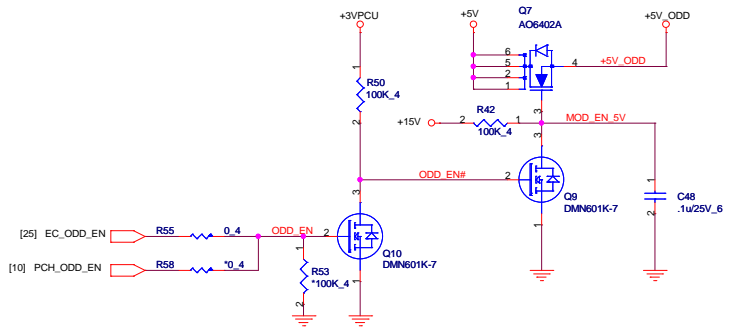 Q7
+3VPCU +5V AO6402A +5V_ODD
6
5 4 +5V_ODD
2
1
1
R50
100K_4
2
3
R42
+15V 2 1 MOD_EN_5V
100K_4
3
ODD_EN# 2
1
Q9
DMN601K-7
C48
.1u/25V_6
2
1
3
[25] EC_ODD_EN R55 0_4 ODD_EN 2
Q10
DMN601K-7
[10] PCH_ODD_EN R58 *0_4
1
R53
*100K_4
2
1